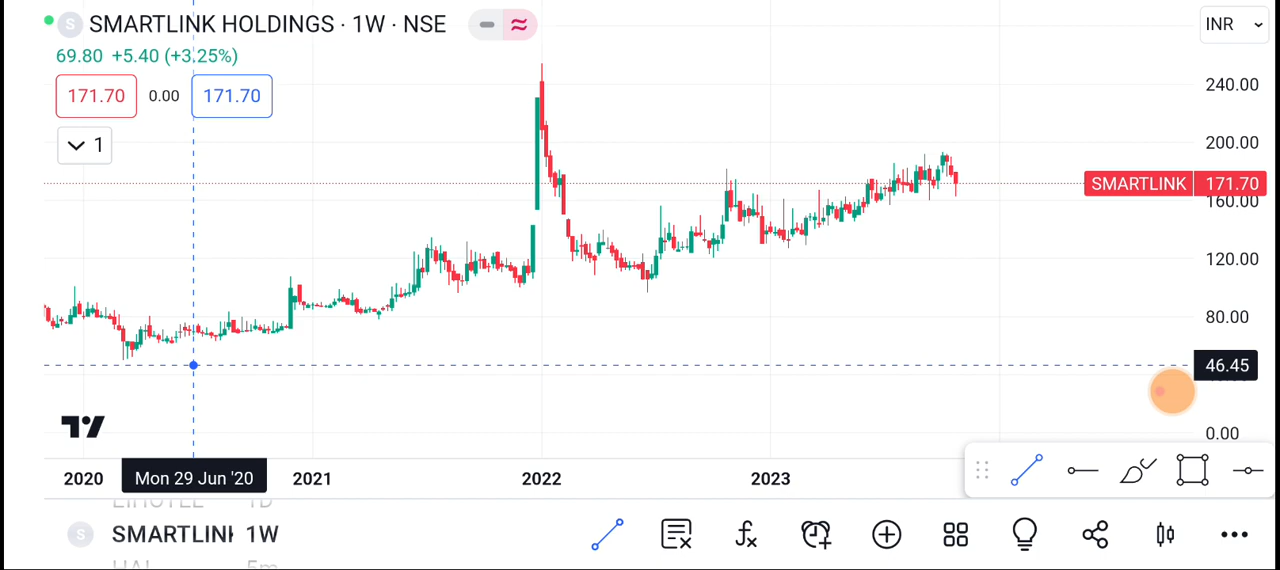 S SMARTLINK HOLDINGS · 1W · NSE
INR
69.80 +5.40 (+3.25%)
171.70 0.00 171.70
1
240.00
200.00
SMARTLINK 171.70
160.00
120.00
80.00
46.45
0.00
2020 Mon 29 Jun '20 2021 2022 2023
S SMARTLINK 1W
HAL 5m